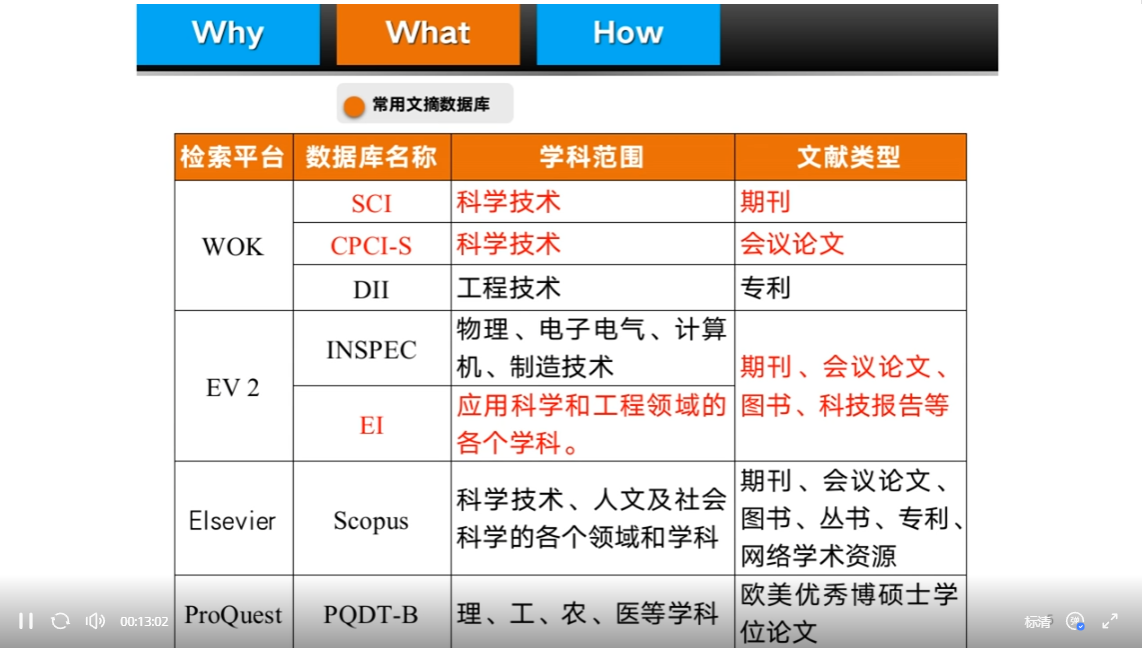 Why What How
常用文摘数据库
检索平台 数据库名称 学科范围 文献类型
WOK
SCI 科学技术 期刊
CPCI-S 科学技术 会议论文
DII 工程技术 专利
EV 2
INSPEC
物理、电子电气、计算
机、制造技术
EI
应用科学和工程领域的
各个学科。
期刊、会议论文、
图书、科技报告等
Elsevier
Scopus
科学技术、人文及社会
科学的各个领域和学科
期刊、会议论文、
图书、丛书、专利、
网络学术资源
ProQuest
PQDT-B
理、工、农、医等学科
欧美优秀博硕士学
位论文
00:13:02
标清